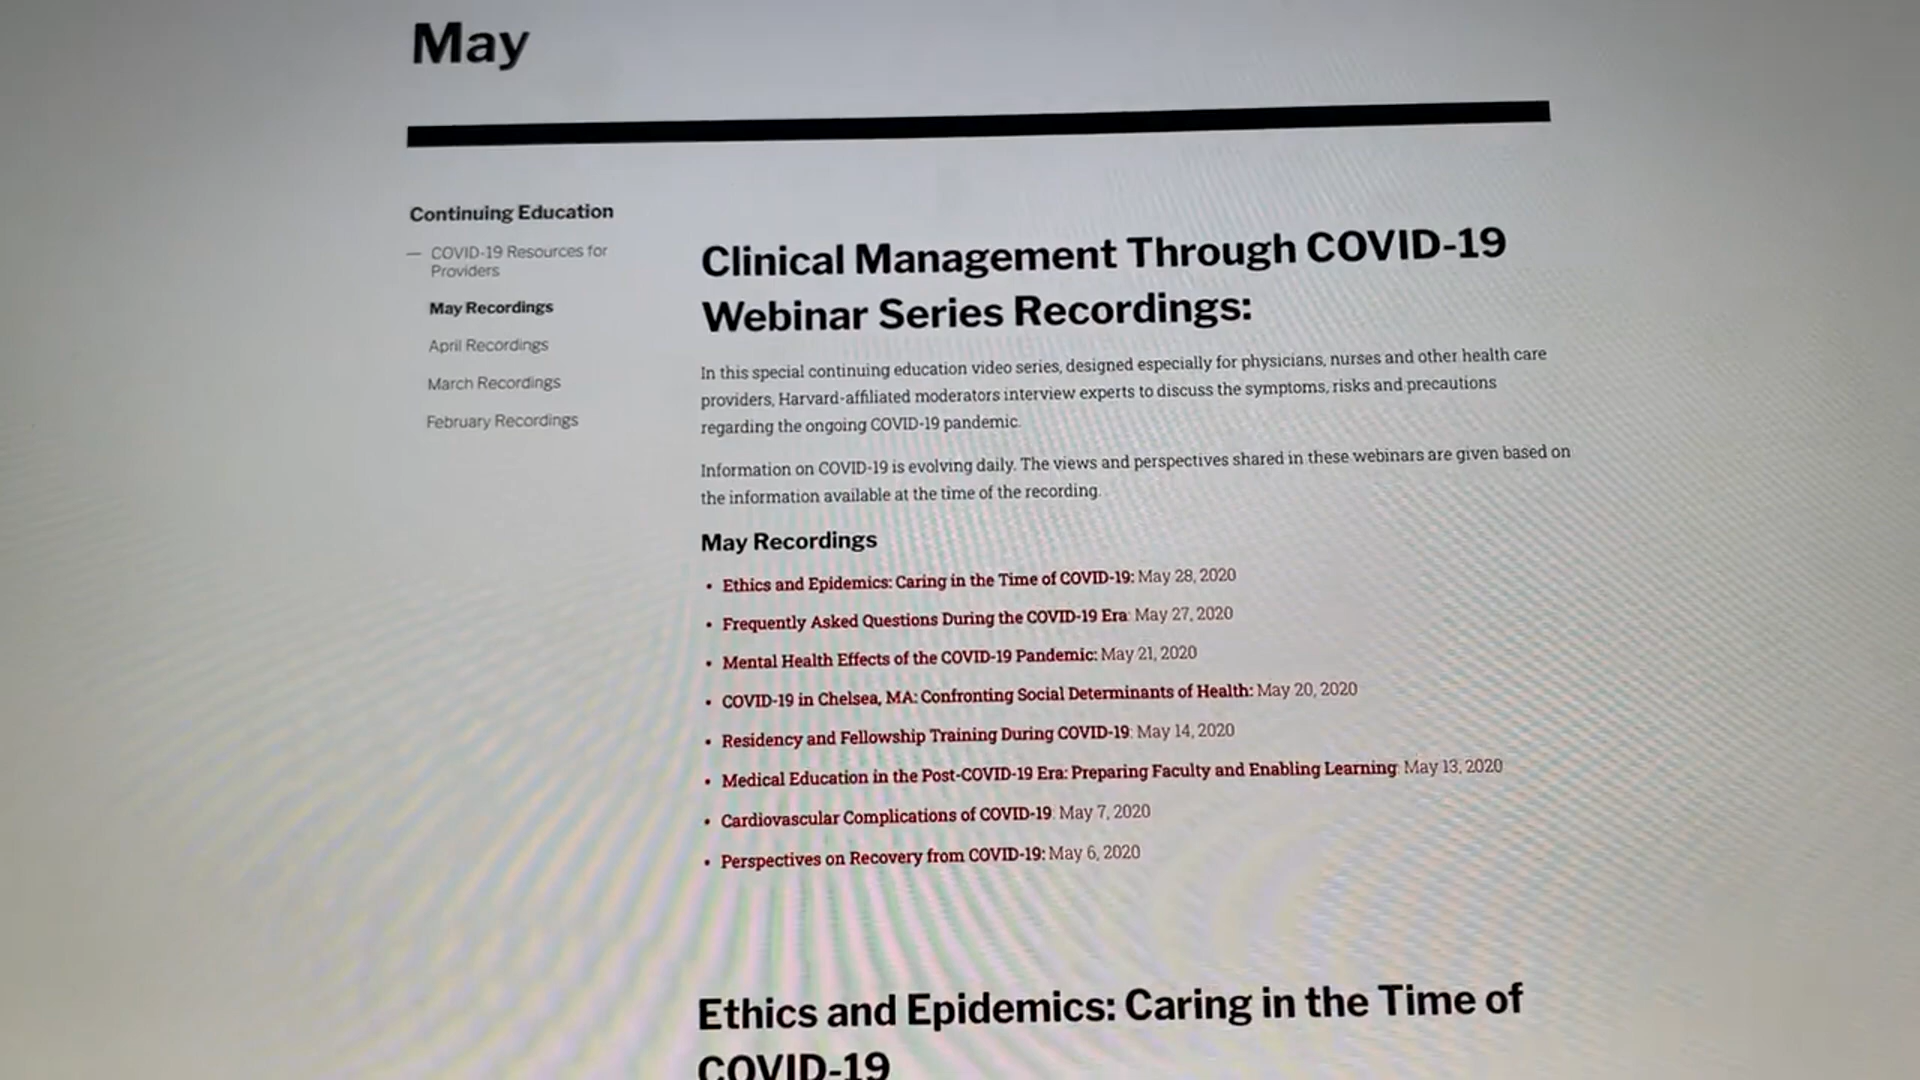 May
Continuing Education
— COVID-19 Resources for
Providers
May Recordings
April Recordings
March Recordings
February Recordings
Clinical Management Through COVID-19
Webinar Series Recordings:
In this special continuing education video series, designed especially for physicians, nurses and other health care
providers, Harvard-affiliated moderators interview experts to discuss the symptoms, risks and precautions
regarding the ongoing COVID-19 pandemic.
Information on COVID-19 is evolving daily. The views and perspectives shared in these webinars are given based on
the information available at the time of the recording.
May Recordings
• Ethics and Epidemics: Caring in the Time of COVID-19: May 28, 2020
• Frequently Asked Questions During the COVID-19 Era: May 27, 2020
• Mental Health Effects of the COVID-19 Pandemic: May 21, 2020
• COVID-19 in Chelsea, MA: Confronting Social Determinants of Health: May 20, 2020
• Residency and Fellowship Training During COVID-19: May 14, 2020
• Medical Education in the Post-COVID-19 Era: Preparing Faculty and Enabling Learning: May 13, 2020
• Cardiovascular Complications of COVID-19: May 7, 2020
• Perspectives on Recovery from COVID-19: May 6, 2020
Ethics and Epidemics: Caring in the Time of
COVID-19